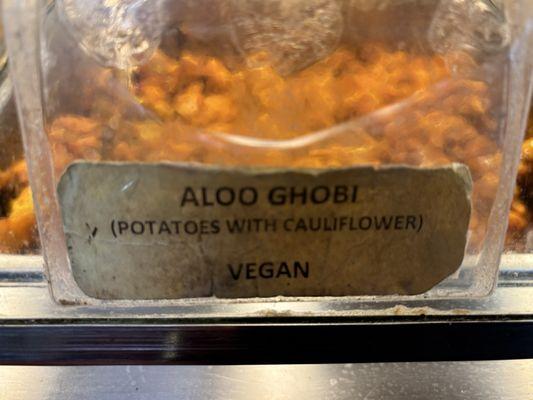 ALOO GHOBI
(POTATOES WITH CAULIFLOWER)
VEGAN